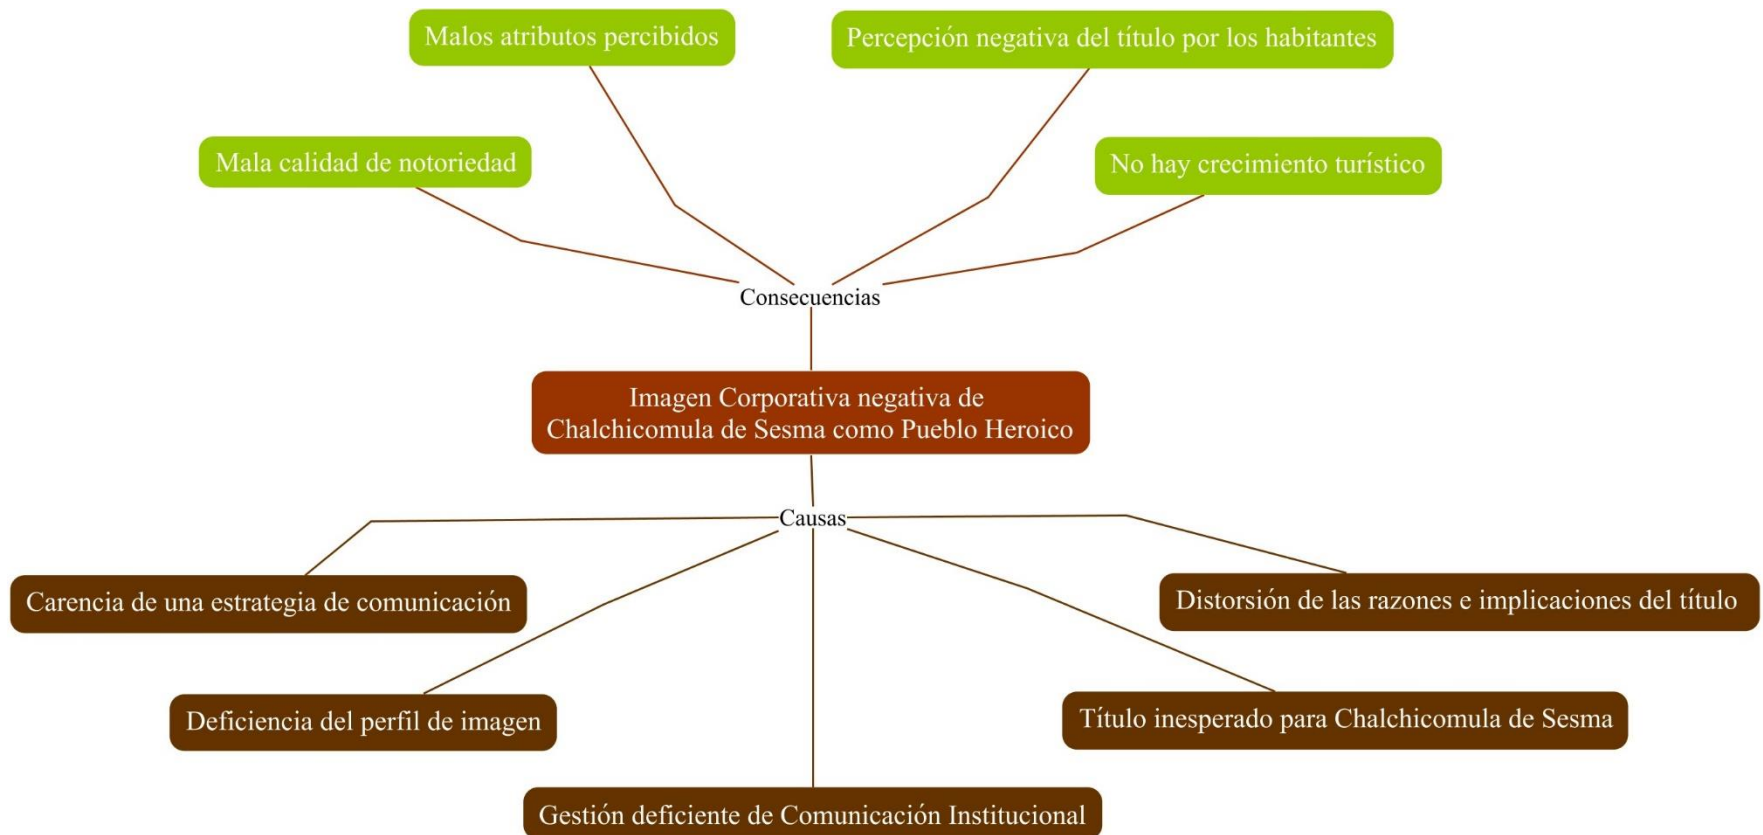 Malos atributos percibidos
Percepción negativa del título por los habitantes
Mala calidad de notoriedad
No hay crecimiento turístico
Consecuencias
Imagen Corporativa negativa de
Chalchicomula de Sesma como Pueblo Heroico
Causas
Carencia de una estrategia de comunicación
Distorsión de las razones e implicaciones del título
Deficiencia del perfil de imagen
Título inesperado para Chalchicomula de Sesma
Gestión deficiente de Comunicación Institucional